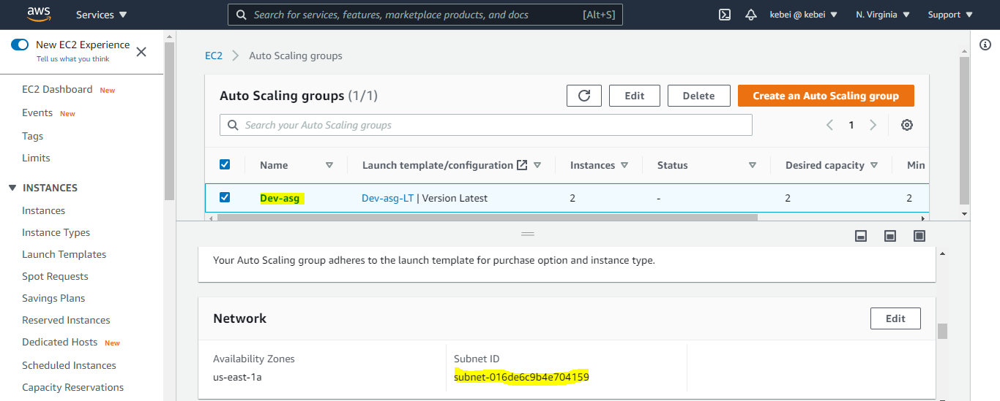 aws Services Search for services, features, marketplace products, and docs [Alt+S] kebei @ kebei N. Virginia Support
New EC2 Experience
Tell us what you think
EC2 Dashboard New
Events New
Tags
Limits
INSTANCES
Instances
Instance Types
Launch Templates
Spot Requests
Savings Plans
Reserved Instances
Dedicated Hosts New
Scheduled Instances
Capacity Reservations
EC2 > Auto Scaling groups
Auto Scaling groups (1/1) Edit Delete Create an Auto Scaling group
Search your Auto Scaling groups 1
Name Launch template/configuration Instances Status Desired capacity Min
Dev-asg Dev-asg-LT | Version Latest 2 - 2 2
Your Auto Scaling group adheres to the launch template for purchase option and instance type.
Network Edit
Availability Zones Subnet ID
us-east-1a subnet-016de6c9b4e704159